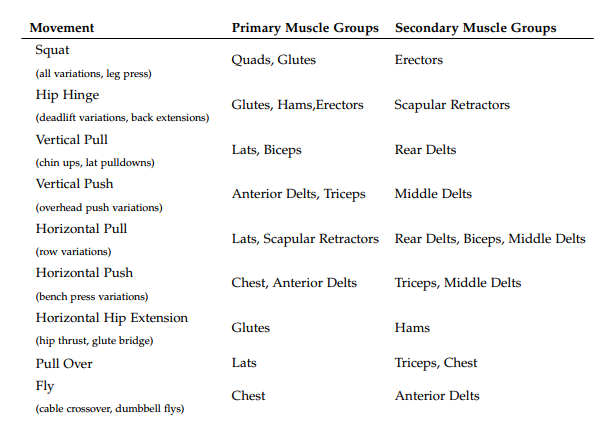 Movement Primary Muscle Groups Secondary Muscle Groups
Squat
(all variations, leg press)
Quads, Glutes Erectors
Hip Hinge
(deadlift variations, back extensions)
Glutes, Hams,Erectors Scapular Retractors
Vertical Pull
(chin ups, lat pulldowns)
Lats, Biceps Rear Delts
Vertical Push
(overhead push variations)
Anterior Delts, Triceps Middle Delts
Horizontal Pull
(row variations)
Lats, Scapular Retractors Rear Delts, Biceps, Middle Delts
Horizontal Push
(bench press variations)
Chest, Anterior Delts Triceps, Middle Delts
Horizontal Hip Extension
(hip thrust, glute bridge)
Glutes Hams
Pull Over Lats Triceps, Chest
Fly
(cable crossover, dumbbell flys)
Chest Anterior Delts